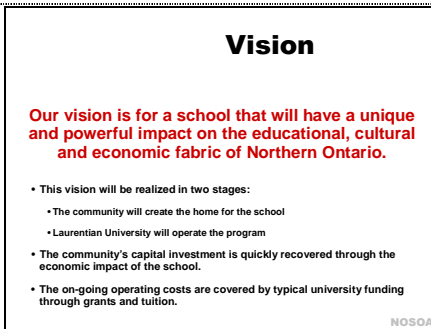 Vision
Our vision is for a school that will have a unique
and powerful impact on the educational, cultural
and economic fabric of Northern Ontario.
• This vision will be realized in two stages:
• The community will create the home for the school
• Laurentian University will operate the program
• The community's capital investment is quickly recovered through the
economic impact of the school.
• The on-going operating costs are covered by typical university funding
through grants and tuition.
NOSOA